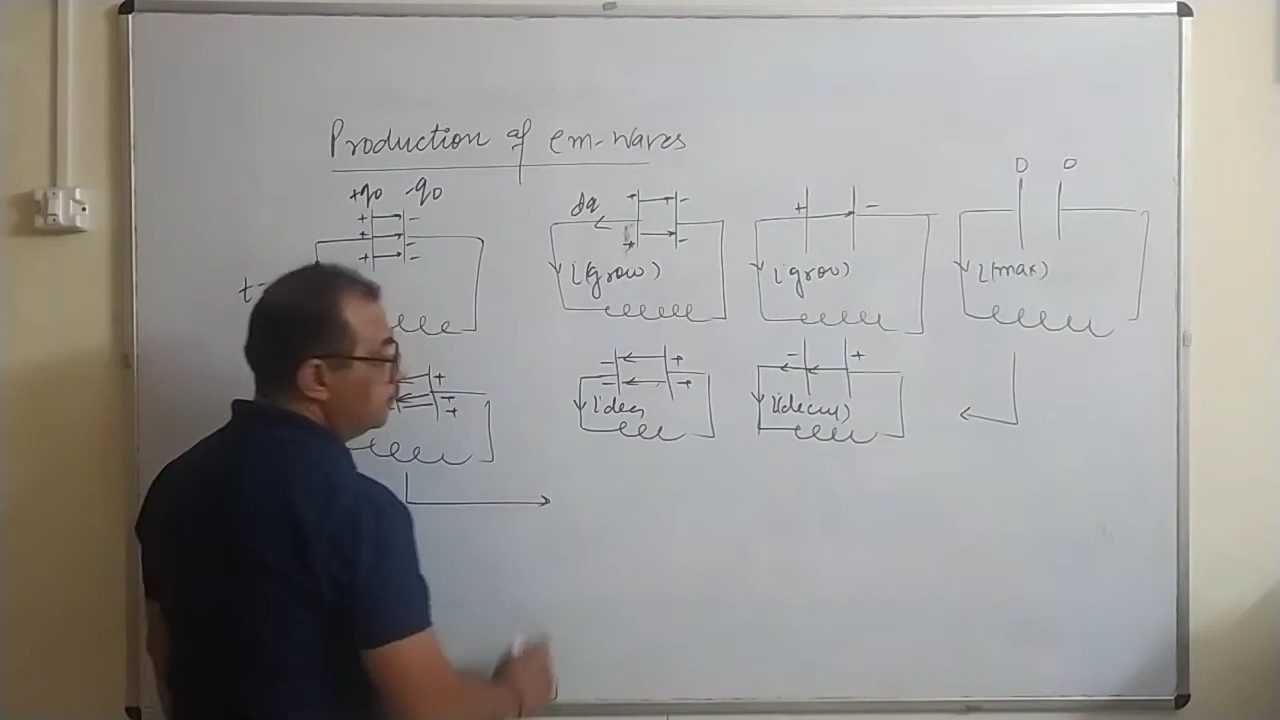 Production of em-waves
+q0 -q0
dq
0 0
t=
i(grow)
i(grow)
i(max)
i(dec
i(decr)